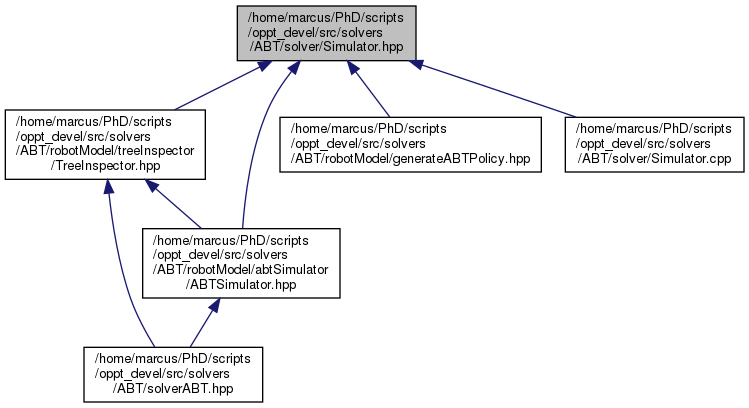 /home/marcus/PhD/scripts
/oppt_devel/src/solvers
/ABT/solver/Simulator.hpp
/home/marcus/PhD/scripts
/oppt_devel/src/solvers
/ABT/robotModel/treeInspector
/TreeInspector.hpp
/home/marcus/PhD/scripts
/oppt_devel/src/solvers
/ABT/robotModel/generateABTPolicy.hpp
/home/marcus/PhD/scripts
/oppt_devel/src/solvers
/ABT/solver/Simulator.cpp
/home/marcus/PhD/scripts
/oppt_devel/src/solvers
/ABT/robotModel/abtSimulator
/ABTSimulator.hpp
/home/marcus/PhD/scripts
/oppt_devel/src/solvers
/ABT/solverABT.hpp